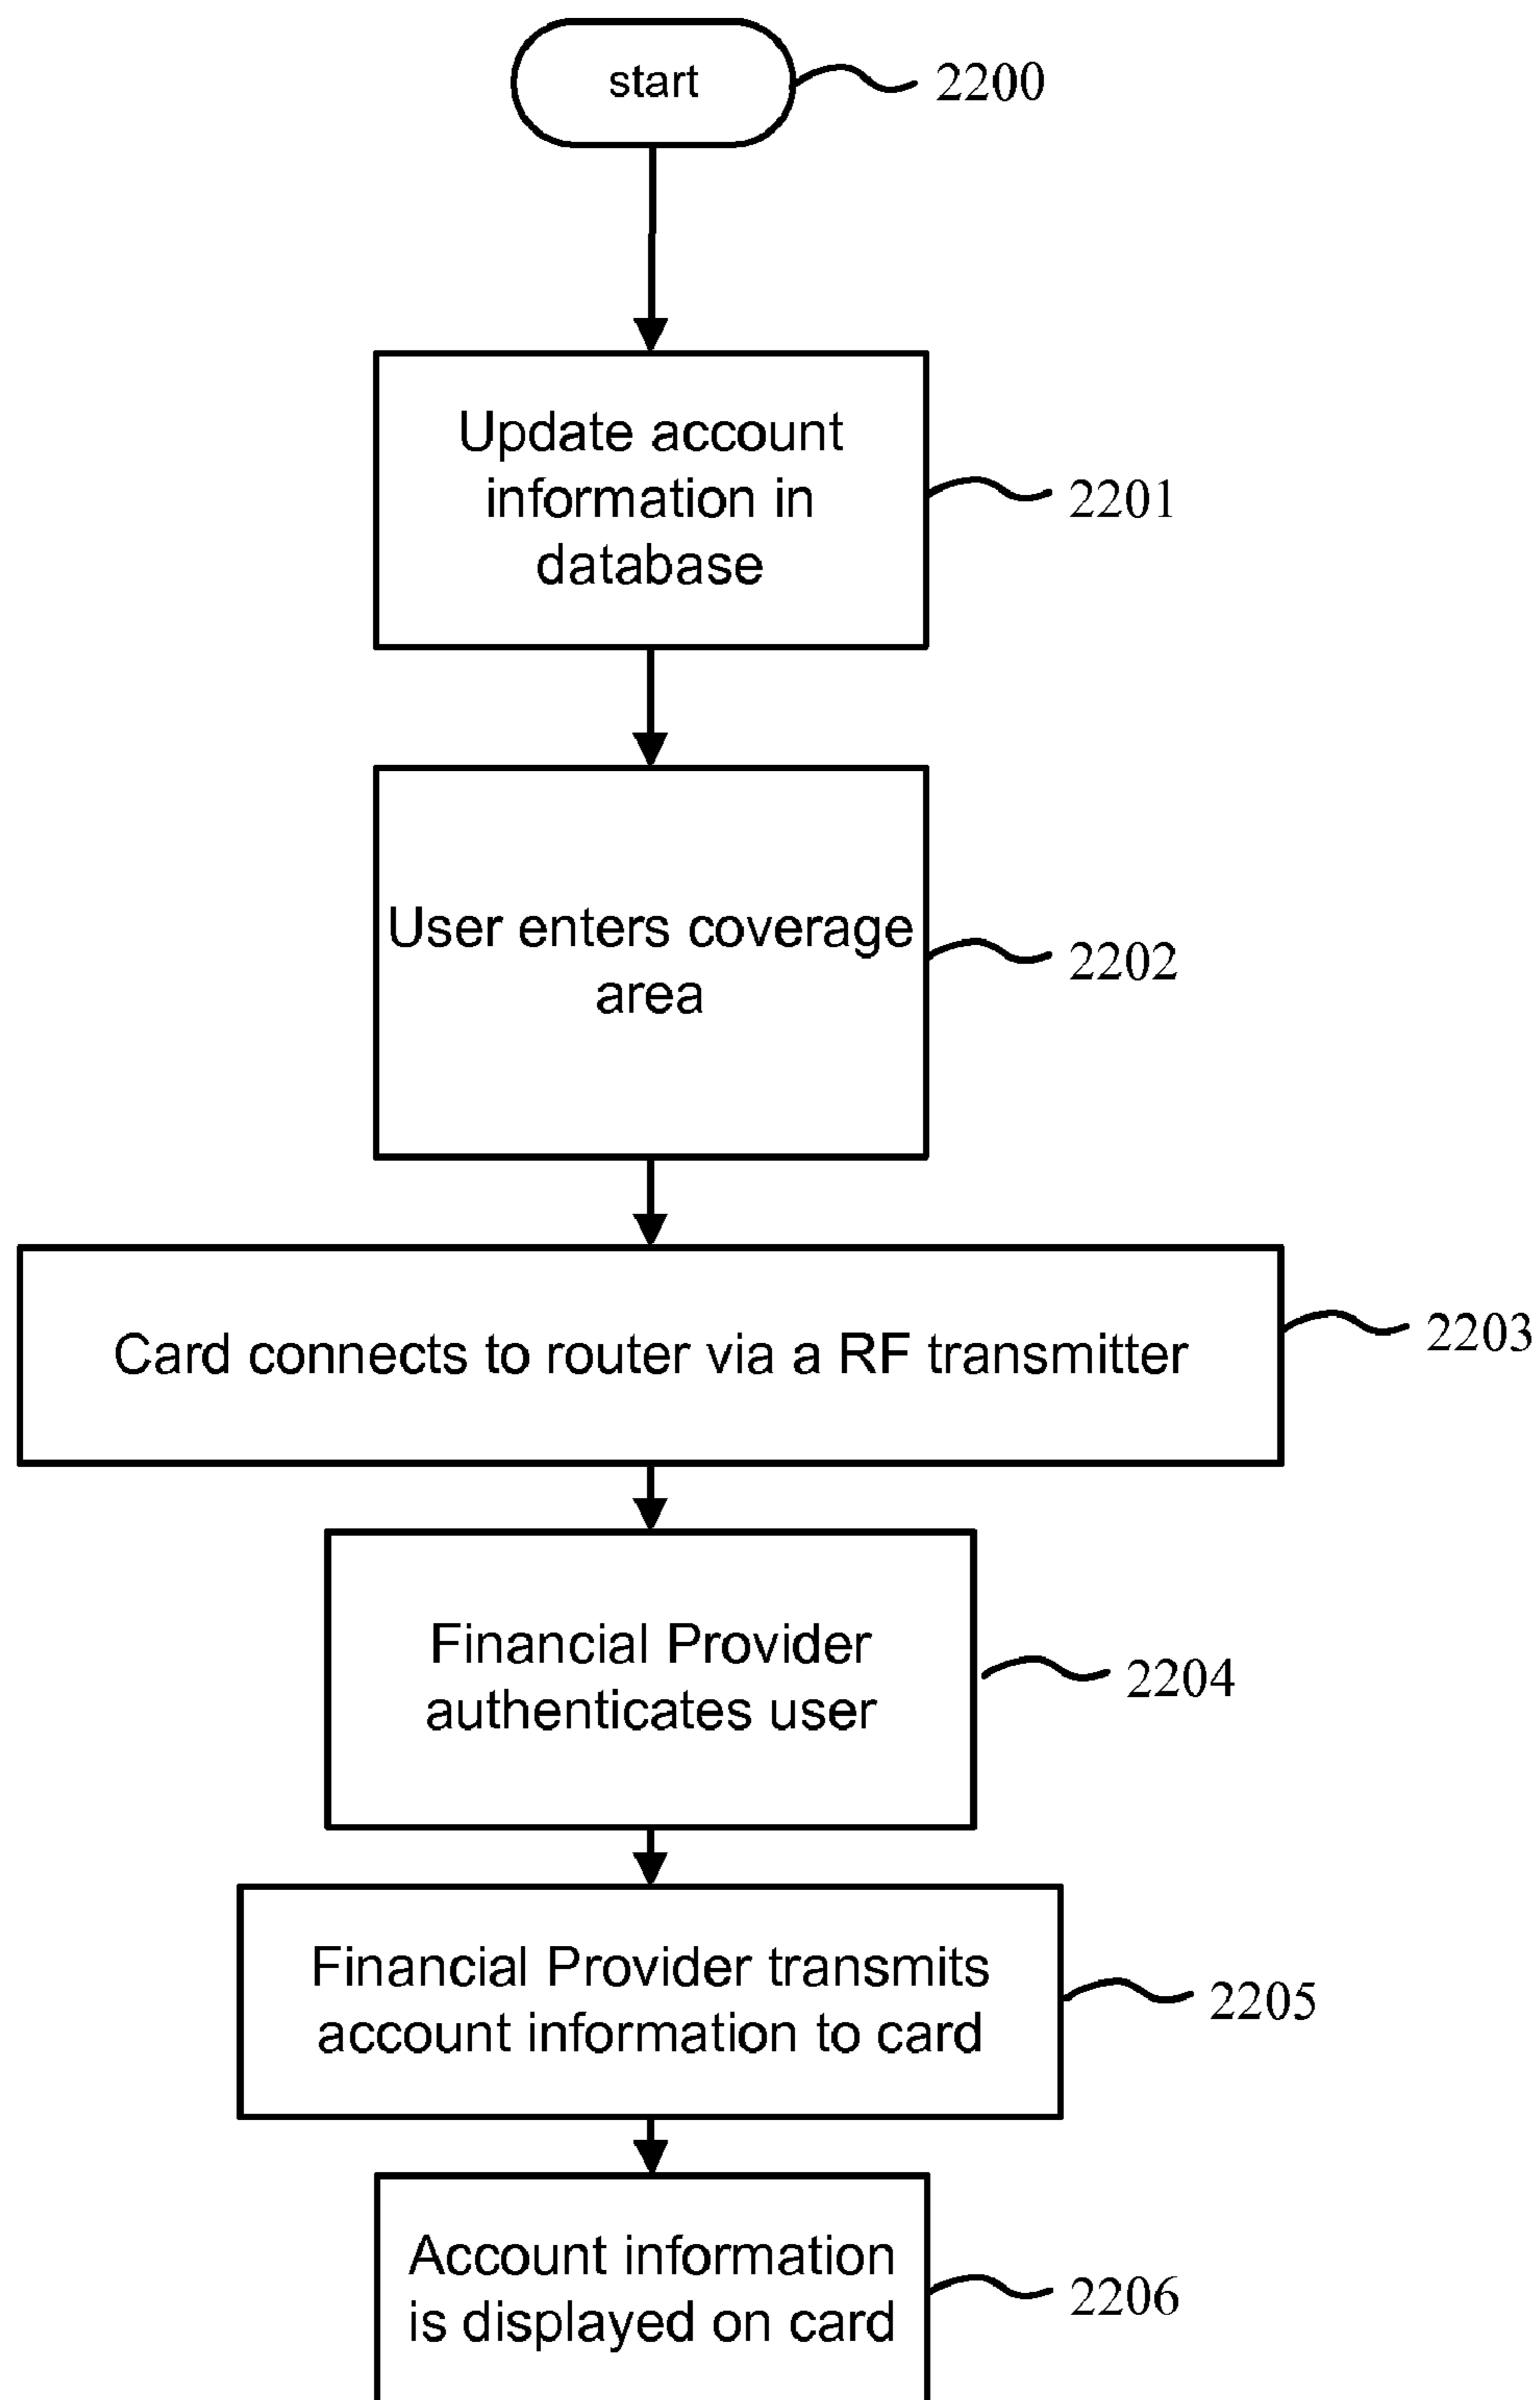 start
2200
Update account
information in
database
2201
User enters coverage
area
2202
Card connects to router via a RF transmitter
2203
Financial Provider
authenticates user
2204
Financial Provider transmits
account information to card
2205
Account information
is displayed on card
2206